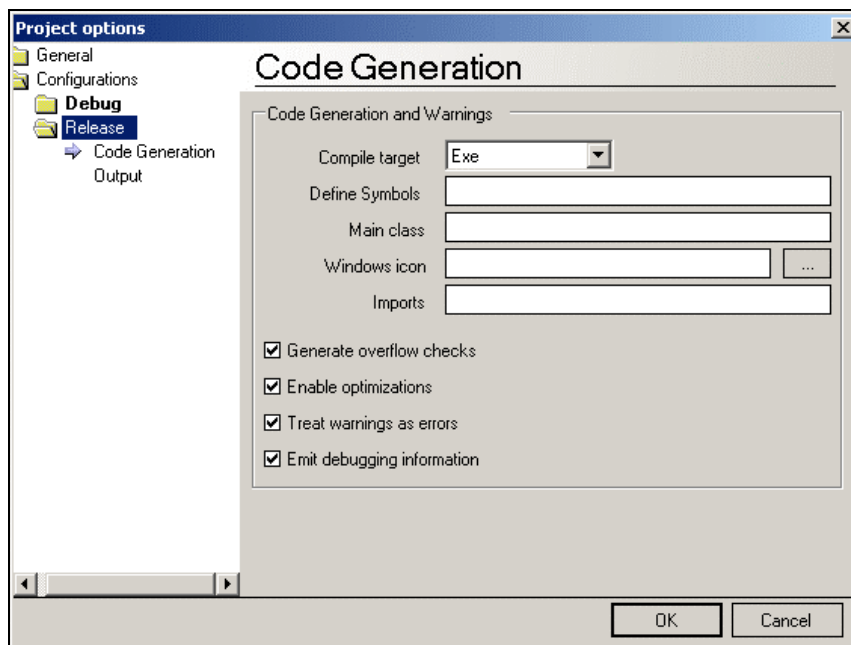 Project options
General
Configurations
Debug
Release
Code Generation
Output
Code Generation
Code Generation and Warnings
Compile target Exe
Define Symbols
Main class
Windows icon ...
Imports
Generate overflow checks
Enable optimizations
Treat warnings as errors
Emit debugging information
OK Cancel